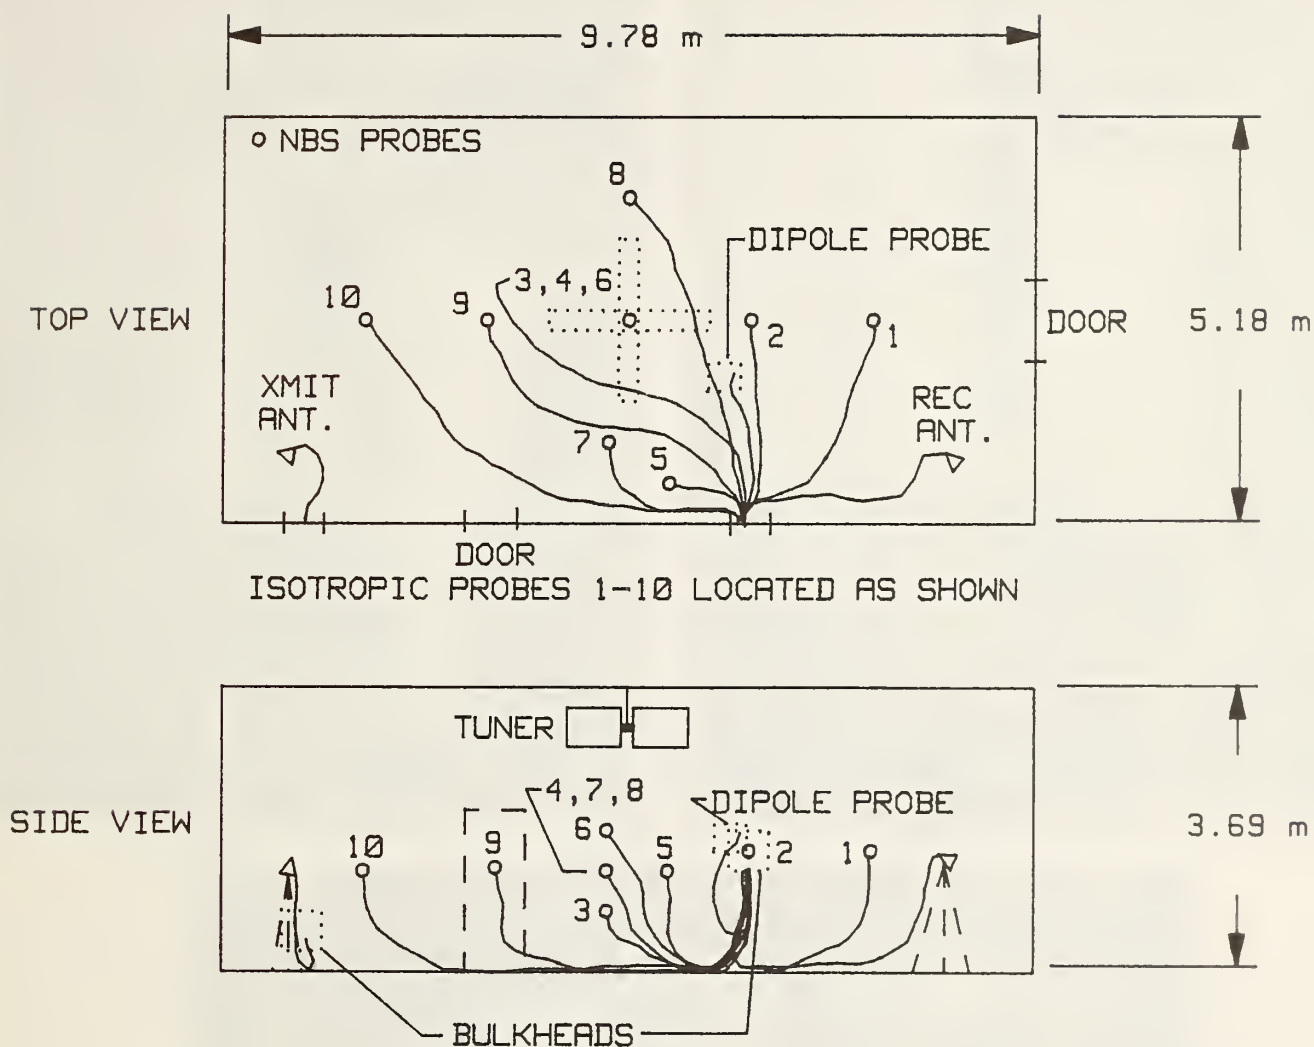 9.78 m
NBS PROBES
8
DIPOLE PROBE
3,4,6
10
9
TOP VIEW
2
1
DOOR
5.18 m
XMIT
ANT.
REC
ANT.
7
5
DOOR
ISOTROPIC PROBES 1-10 LOCATED AS SHOWN
TUNER
4,7,8
DIPOLE PROBE
SIDE VIEW
3.69 m
10
9
6
5
2
1
3
BULKHEADS